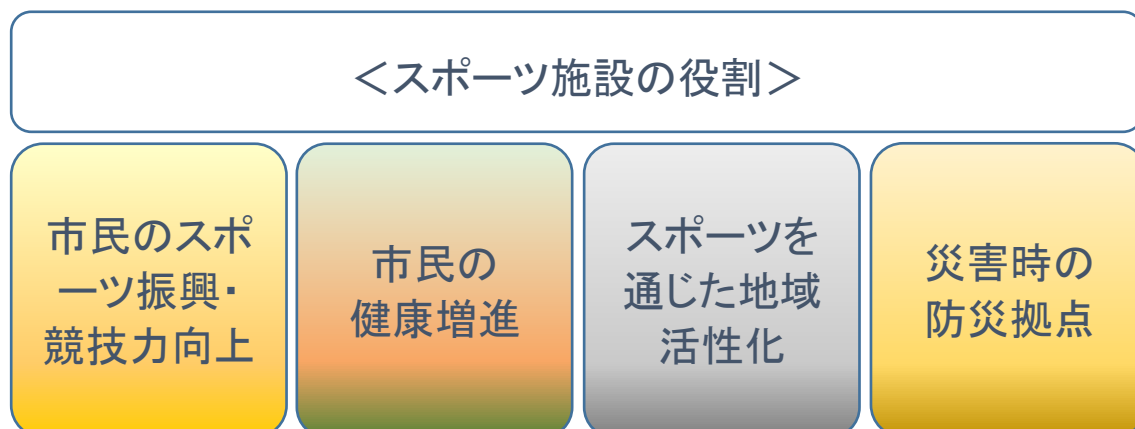 ＜スポーツ施設の役割＞
市民のスポ
ーツ振興・
競技力向上
市民の
健康増進
スポーツを
通じた地域
活性化
災害時の
防災拠点